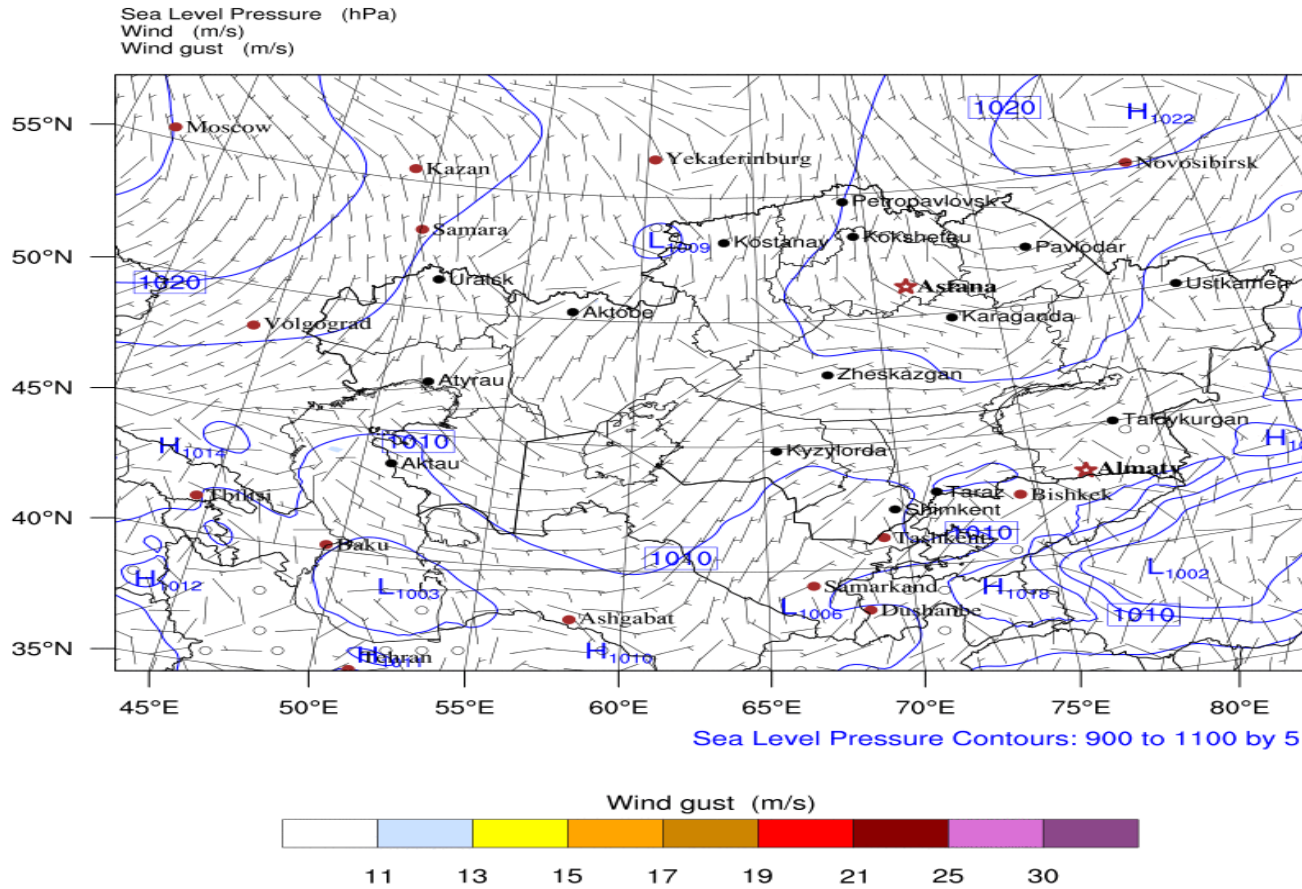 Sea Level Pressure (hPa)
Wind (m/s)
Wind gust (m/s)
55°N
50°N
45°N
40°N
35°N
1020
H1022
Moscow
Kazan
Yekaterinburg
Novosibirsk
Petropavlovsk
Samara
L1009
Kostanay
Kokshetau
Pavlodar
1020
Uralsk
Astana
Ustkamen
Volgograd
Aktobe
Karaganda
Atyrau
Zheskazgan
Taldykurgan
H1014
1010
Aktau
Kyzylorda
Almaty
Tbilisi
Taraz
Bishkek
Shimkent
1010
Baku
Tashkent
1010
H1012
L1003
Samarkand
H1018
L1002
L1006
Dushanbe
1010
Ashgabat
H1011
Tehran
H1010
45°E 50°E 55°E 60°E 65°E 70°E 75°E 80°E
Sea Level Pressure Contours: 900 to 1100 by 5
Wind gust (m/s)
11 13 15 17 19 21 25 30